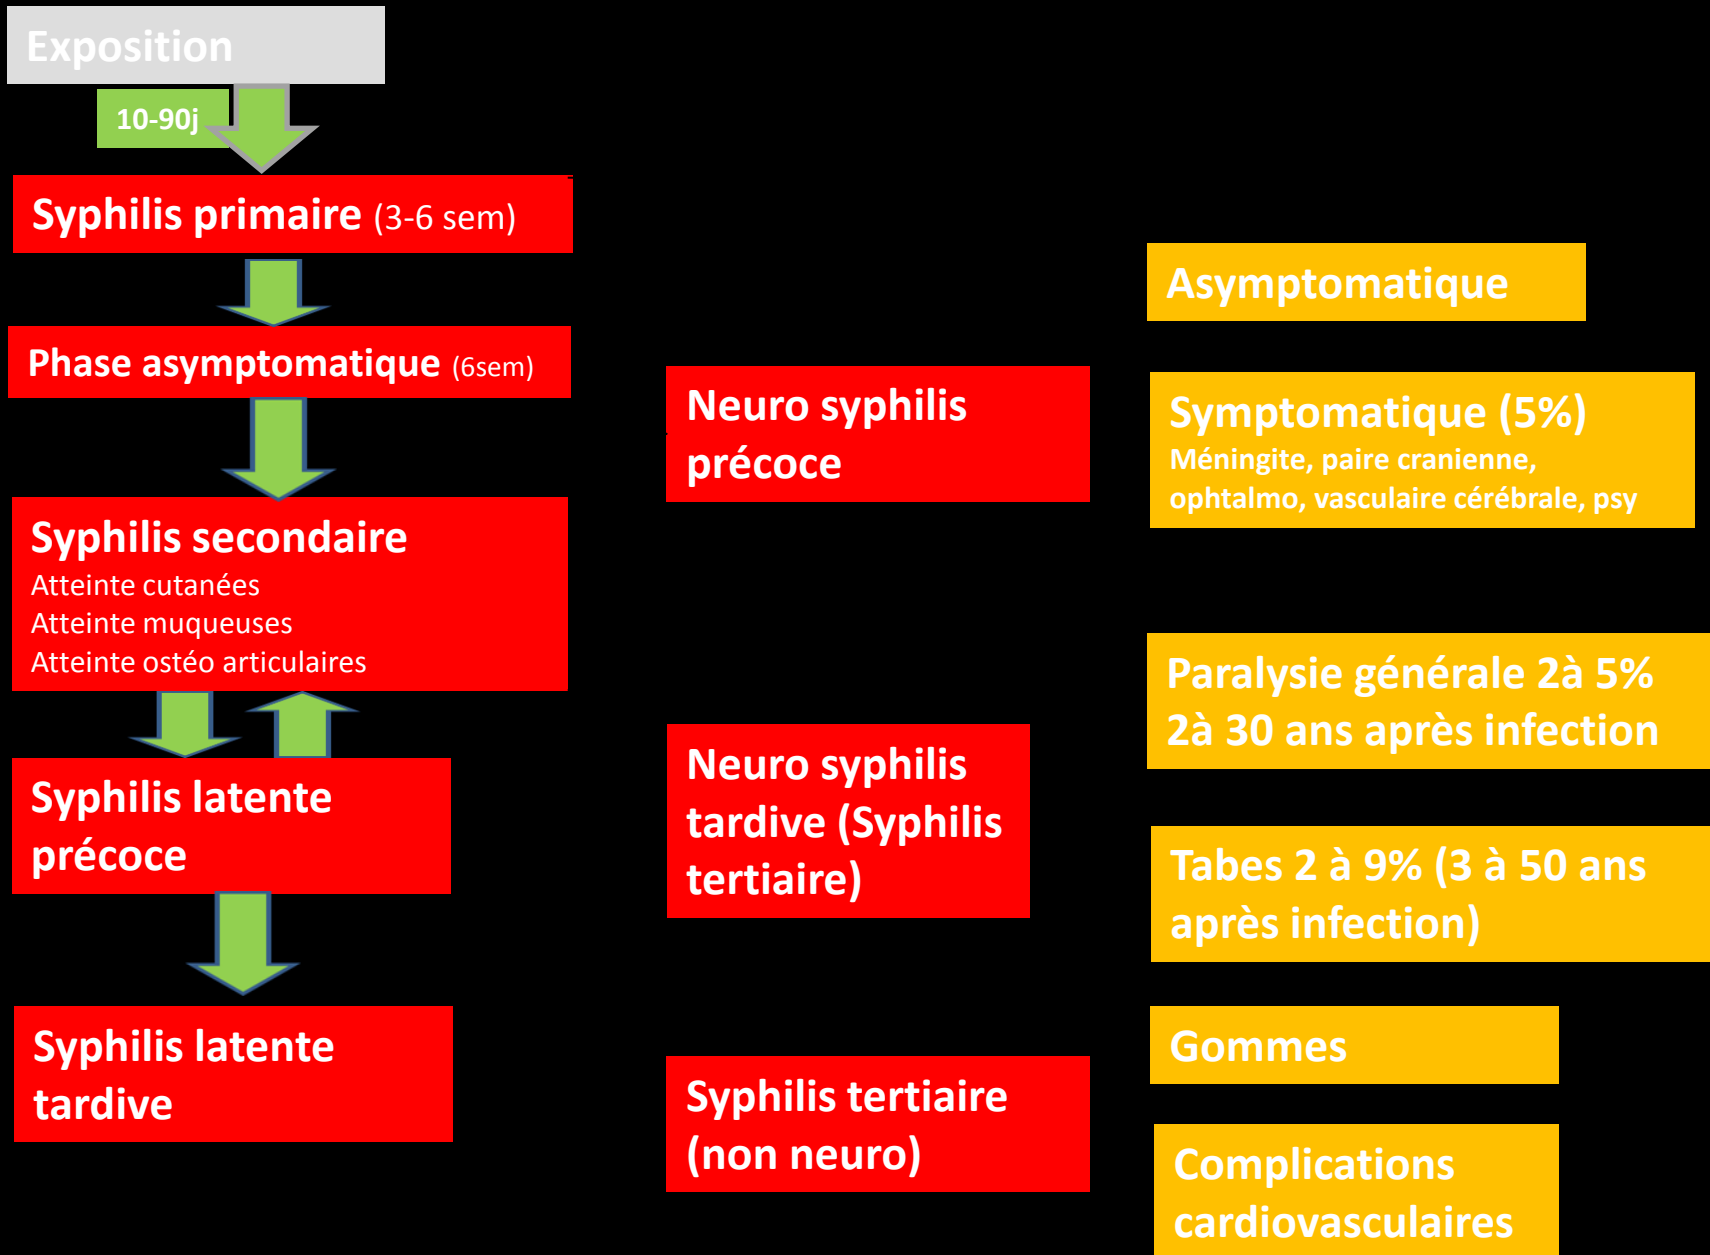 Exposition
10-90j
Syphilis primaire (3-6 sem)
Phase asymptomatique (6sem)
Syphilis secondaire
Atteinte cutanées
Atteinte muqueuses
Atteinte ostéo articulaires
Syphilis latente
précoce
Syphilis latente
tardive
Neuro syphilis
précoce
Neuro syphilis
tardive (Syphilis
tertiaire)
Syphilis tertiaire
(non neuro)
Asymptomatique
Symptomatique (5%)
Méningite, paire cranienne,
ophtalmo, vasculaire cérébrale, psy
Paralysie générale 2à 5%
2à 30 ans après infection
Tabes 2 à 9% (3 à 50 ans
après infection)
Gommes
Complications
cardiovasculaires